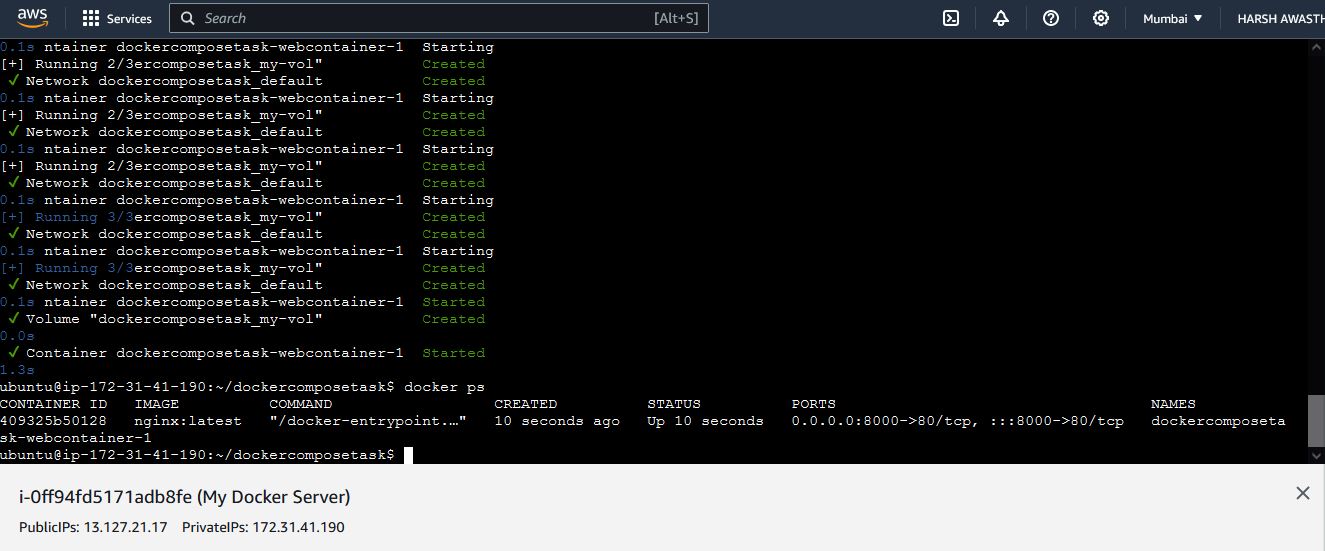 aws Services Search [Alt+S] Mumbai ▼ HARSH AWASTH
0.1s ntainer dockercomposetask-webcontainer-1  Starting
[+] Running 2/3ercomposetask_my-vol"  Created
✓ Network dockercomposetask_default  Created
0.1s ntainer dockercomposetask-webcontainer-1  Starting
[+] Running 2/3ercomposetask_my-vol"  Created
✓ Network dockercomposetask_default  Created
0.1s ntainer dockercomposetask-webcontainer-1  Starting
[+] Running 2/3ercomposetask_my-vol"  Created
✓ Network dockercomposetask_default  Created
0.1s ntainer dockercomposetask-webcontainer-1  Starting
[+] Running 3/3ercomposetask_my-vol"  Created
✓ Network dockercomposetask_default  Created
0.1s ntainer dockercomposetask-webcontainer-1  Starting
[+] Running 3/3ercomposetask_my-vol"  Created
✓ Network dockercomposetask_default  Created
0.1s ntainer dockercomposetask-webcontainer-1  Started
✓ Volume "dockercomposetask_my-vol"  Created
0.0s
✓ Container dockercomposetask-webcontainer-1  Started
1.3s
ubuntu@ip-172-31-41-190:~/dockercomposetask$ docker ps
CONTAINER ID   IMAGE          COMMAND                  CREATED          STATUS          PORTS                                   NAMES
409325b50128   nginx:latest   "/docker-entrypoint.…"   10 seconds ago   Up 10 seconds   0.0.0.0:8000->80/tcp, :::8000->80/tcp   dockercomposeta
sk-webcontainer-1
ubuntu@ip-172-31-41-190:~/dockercomposetask$
i-0ff94fd5171adb8fe (My Docker Server)
PublicIPs: 13.127.21.17 PrivateIPs: 172.31.41.190